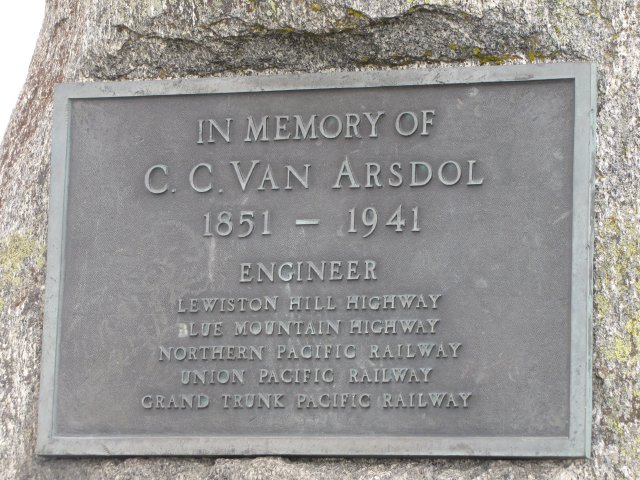 IN MEMORY OF
C. C. VAN ARSDOL
1851 — 1941
ENGINEER
LEWISTON HILL HIGHWAY
BLUE MOUNTAIN HIGHWAY
NORTHERN PACIFIC RAILWAY
UNION PACIFIC RAILWAY
GRAND TRUNK PACIFIC RAILWAY